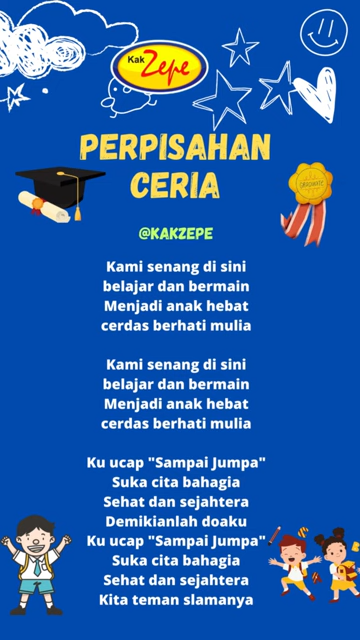 Kak Zepe
PERPISAHAN
CERIA
GRADUATE
@KAKZEPE
Kami senang di sini
belajar dan bermain
Menjadi anak hebat
cerdas berhati mulia
Kami senang di sini
belajar dan bermain
Menjadi anak hebat
cerdas berhati mulia
Ku ucap "Sampai Jumpa"
Suka cita bahagia
Sehat dan sejahtera
Demikianlah doaku
Ku ucap "Sampai Jumpa"
Suka cita bahagia
Sehat dan sejahtera
Kita teman slamanya